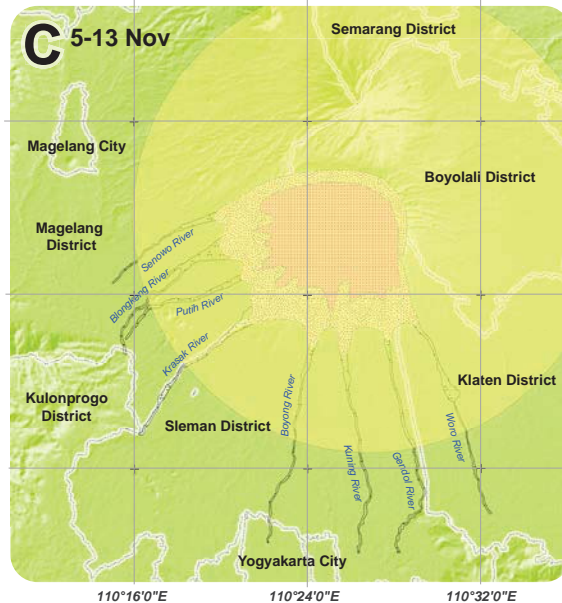 C 5-13 Nov
Semarang District
Magelang City
Boyolali District
Magelang
District
Senowo River
Blongkeng River
Putih River
Krasak River
Kulonprogo
District
Sleman District
Klaten District
Boyong River
Kuning River
Gendol River
Woro River
Yogyakarta City
110°16'0"E
110°24'0"E
110°32'0"E